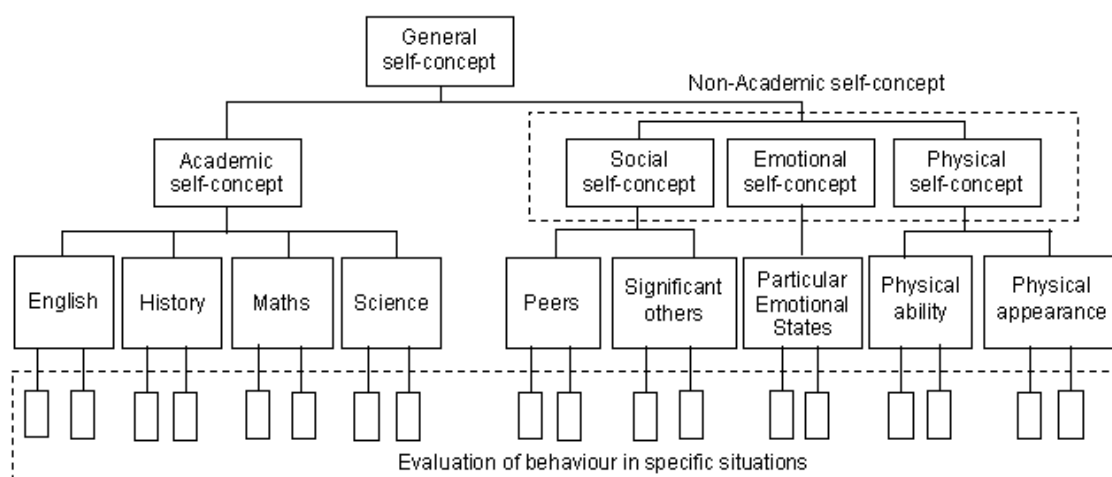 General
self-concept
Non-Academic self-concept
Academic
self-concept
Social
self-concept
Emotional
self-concept
Physical
self-concept
English
History
Maths
Science
Peers
Significant
others
Particular
Emotional
States
Physical
ability
Physical
appearance
Evaluation of behaviour in specific situations